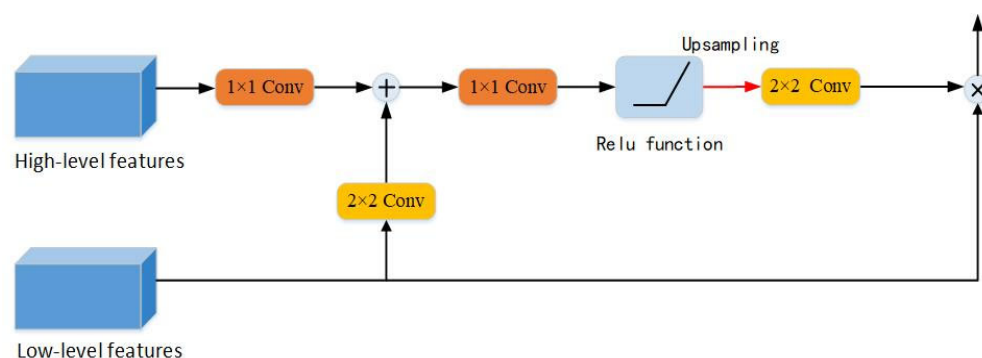 Upsampling
1×1 Conv
+
1×1 Conv
2×2 Conv
×
Relu function
High-level features
2×2 Conv
Low-level features